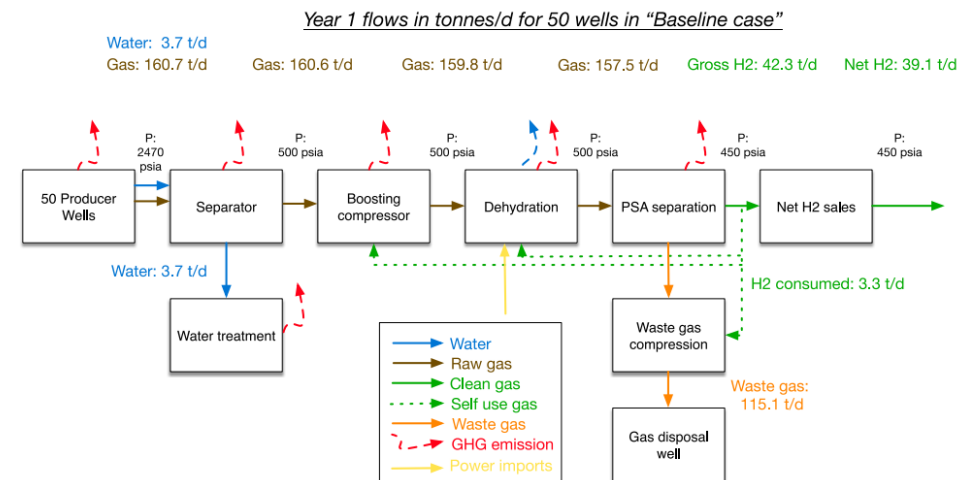 Year 1 flows in tonnes/d for 50 wells in “Baseline case”
Water: 3.7 t/d
Gas: 160.7 t/d
Gas: 160.6 t/d
Gas: 159.8 t/d
Gas: 157.5 t/d
Gross H2: 42.3 t/d
Net H2: 39.1 t/d
P:
2470
psia
P:
500 psia
P:
500 psia
P:
500 psia
P:
450 psia
P:
450 psia
50 Producer
Wells
Separator
Boosting
compressor
Dehydration
PSA separation
Net H2 sales
Water: 3.7 t/d
H2 consumed: 3.3 t/d
Water treatment
Waste gas
compression
Waste gas:
115.1 t/d
Gas disposal
well
Water
Raw gas
Clean gas
Self use gas
Waste gas
GHG emission
Power imports